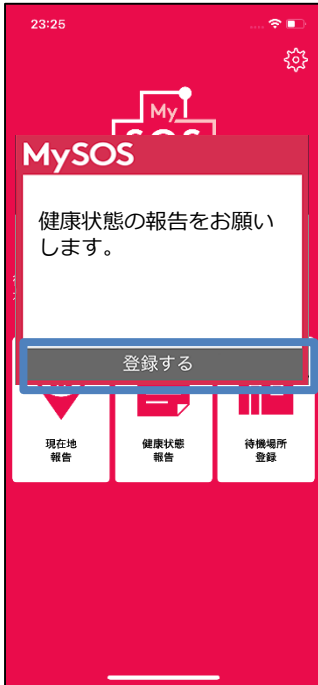 23:25
My
SOS
MySOS
健康状態の報告をお願い
します。
登録する
現在地
報告
健康状態
報告
待機場所
登録